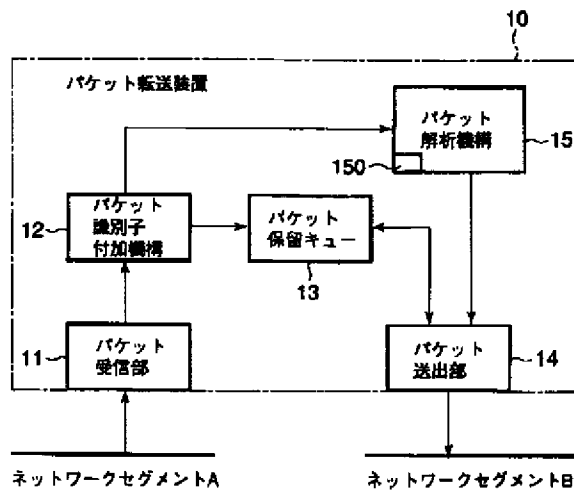 10
パケット転送装置
パケット
解析機構
15
150
12
パケット
識別子
付加機構
パケット
保留キュー
13
11
パケット
受信部
パケット
送出部
14
ネットワークセグメントA
ネットワークセグメントB